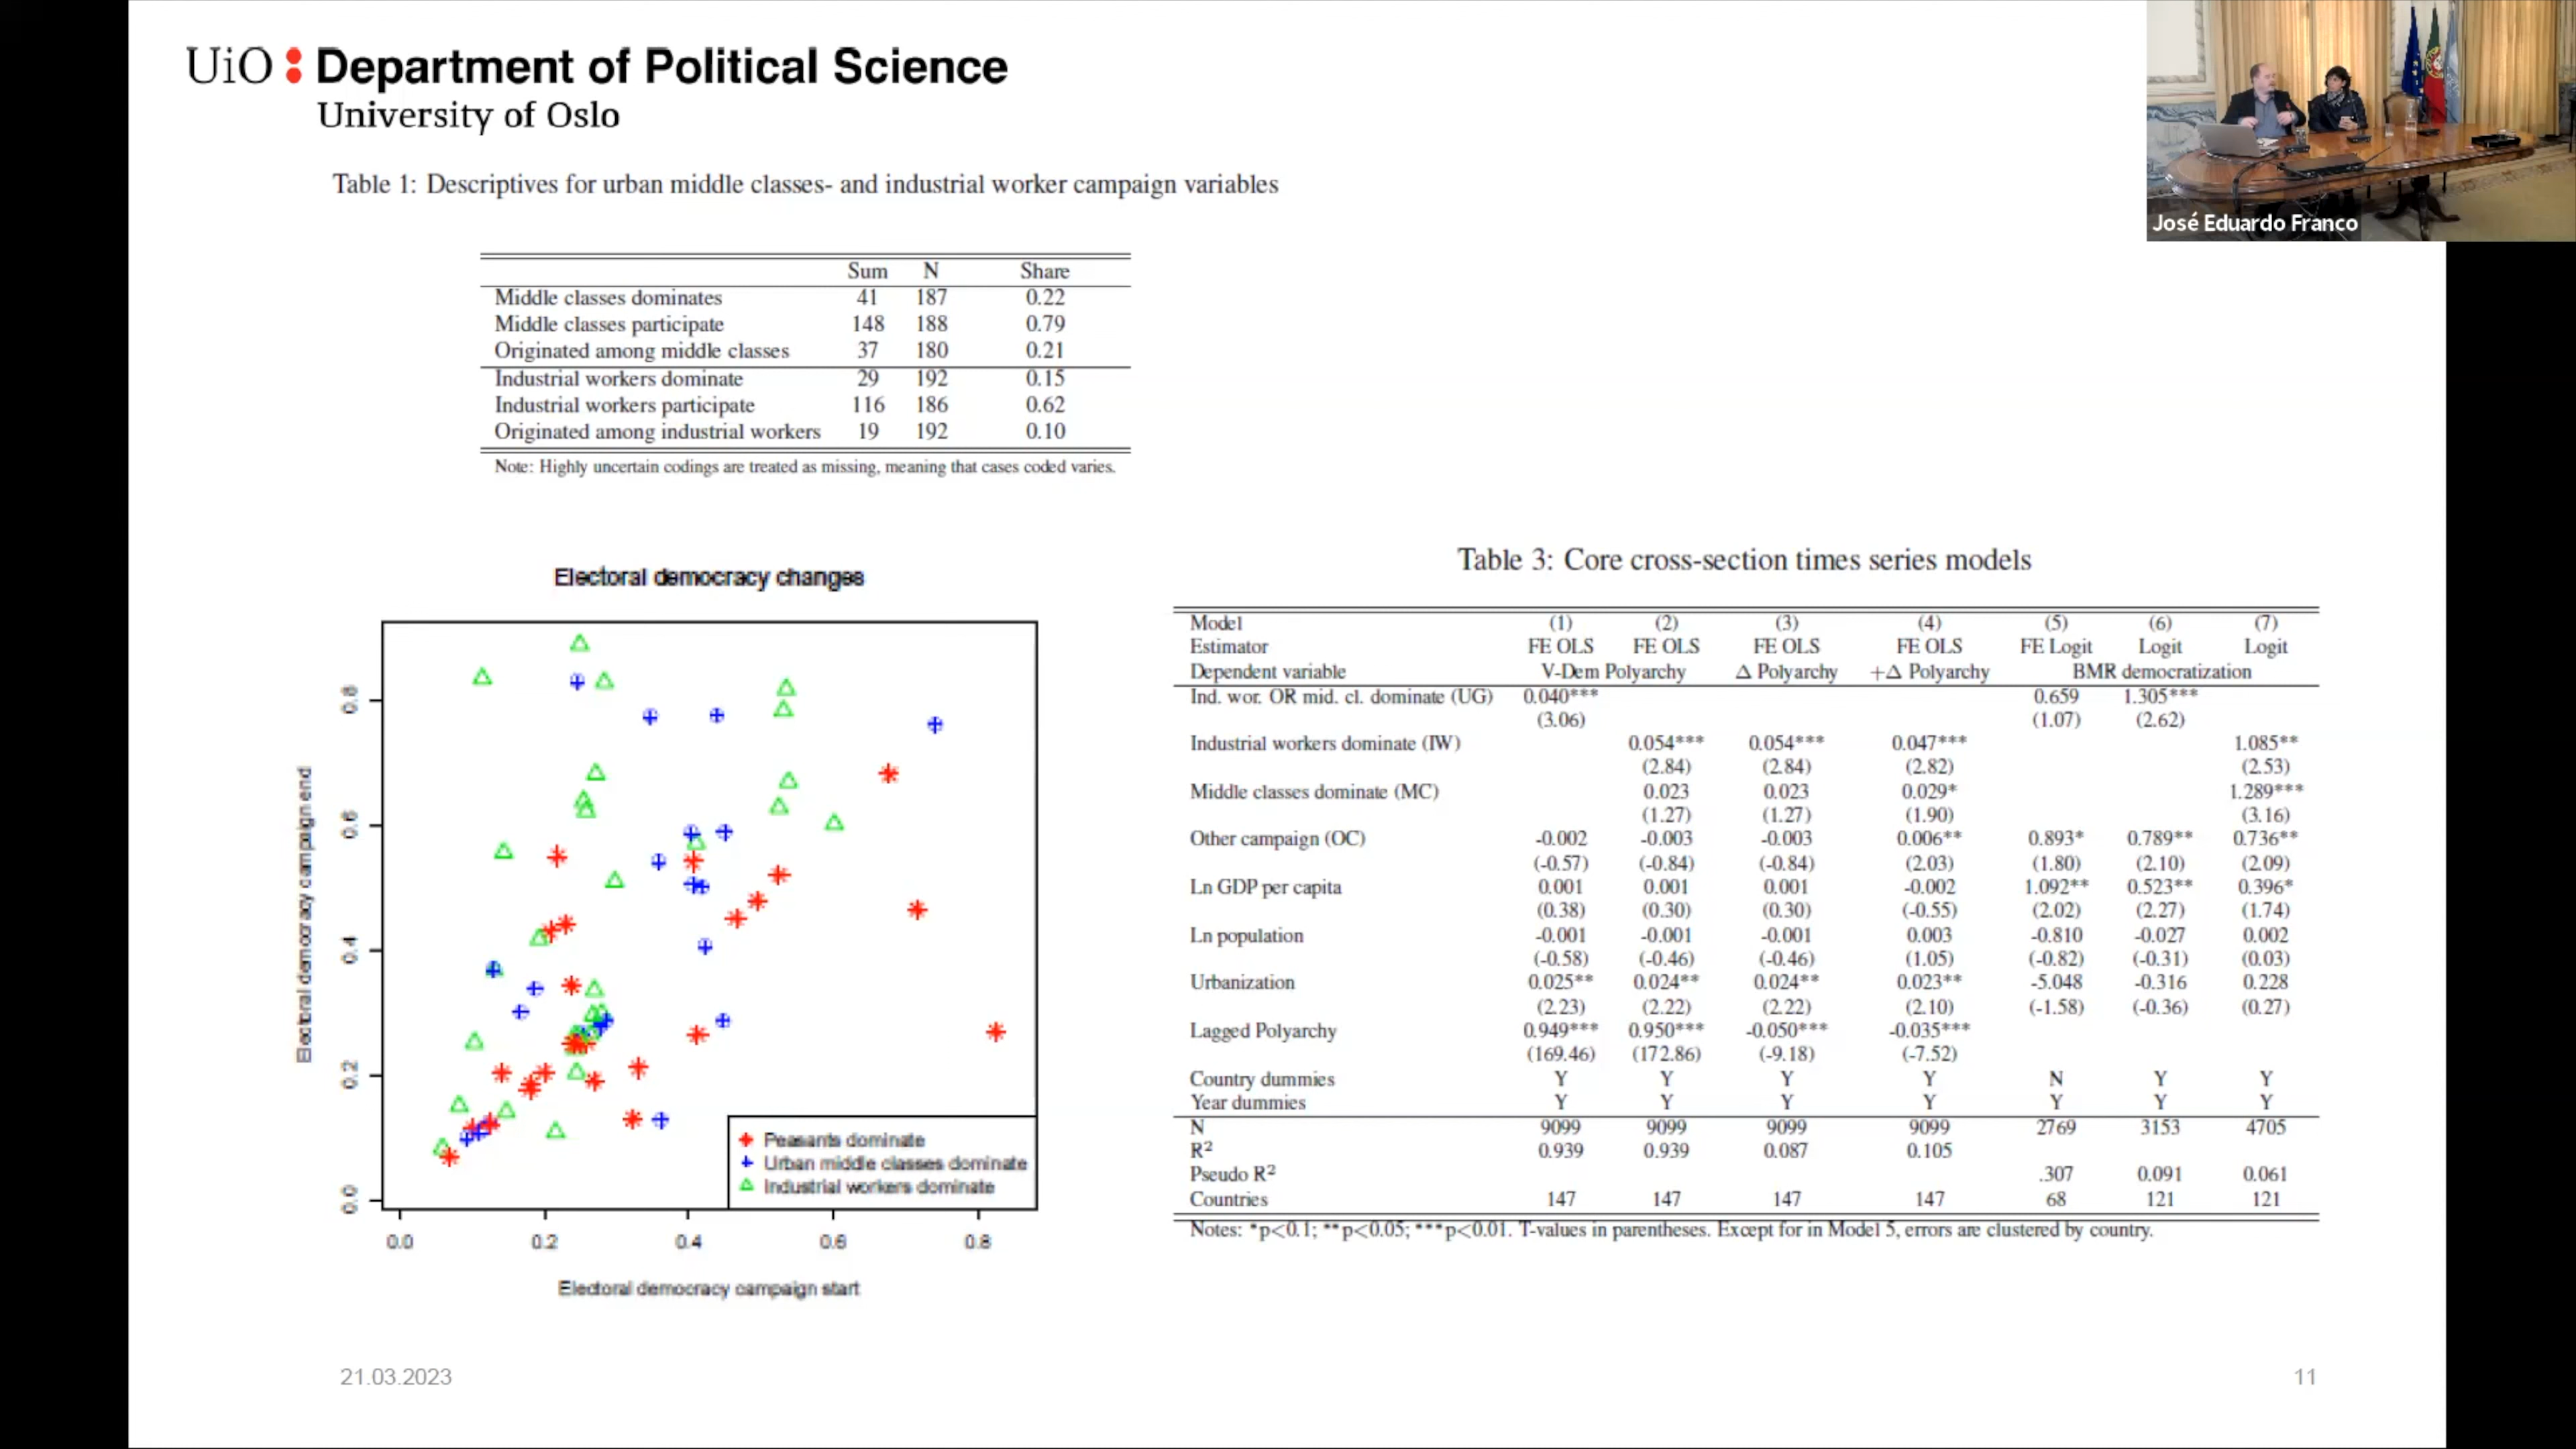 UiO : Department of Political Science
University of Oslo
José Eduardo Franco
Table 1: Descriptives for urban middle classes- and industrial worker campaign variables
Sum N Share
Middle classes dominates 41 187 0.22
Middle classes participate 148 188 0.79
Originated among middle classes 37 180 0.21
Industrial workers dominate 29 192 0.15
Industrial workers participate 116 186 0.62
Originated among industrial workers 19 192 0.10
Note: Highly uncertain codings are treated as missing, meaning that cases coded varies.
Electoral democracy changes
Electoral democracy campaign end
0.8
0.6
0.4
0.2
0.0
Peasants dominate
Urban middle classes dominate
Industrial workers dominate
0.0 0.2 0.4 0.6 0.8
Electoral democracy campaign start
Table 3: Core cross-section times series models
Model (1) (2) (3) (4) (5) (6) (7)
Estimator FE OLS FE OLS FE OLS FE OLS FE Logit Logit Logit
Dependent variable V-Dem Polyarchy Δ Polyarchy +Δ Polyarchy BMR democratization
Ind. wor. OR mid. cl. dominate (UG) 0.040*** 0.659 1.305***
(3.06) (1.07) (2.62)
Industrial workers dominate (IW) 0.054*** 0.054*** 0.047*** 1.085**
(2.84) (2.84) (2.82) (2.53)
Middle classes dominate (MC) 0.023 0.023 0.029* 1.289***
(1.27) (1.27) (1.90) (3.16)
Other campaign (OC) -0.002 -0.003 -0.003 0.006** 0.893* 0.789** 0.736**
(-0.57) (-0.84) (-0.84) (2.03) (1.80) (2.10) (2.09)
Ln GDP per capita 0.001 0.001 0.001 -0.002 1.092** 0.523** 0.396*
(0.38) (0.30) (0.30) (-0.55) (2.02) (2.27) (1.74)
Ln population -0.001 -0.001 -0.001 0.003 -0.810 -0.027 0.002
(-0.58) (-0.46) (-0.46) (1.05) (-0.82) (-0.31) (0.03)
Urbanization 0.025** 0.024** 0.024** 0.023** -5.048 -0.316 0.228
(2.23) (2.22) (2.22) (2.10) (-1.58) (-0.36) (0.27)
Lagged Polyarchy 0.949*** 0.950*** -0.050*** -0.035***
(169.46) (172.86) (-9.18) (-7.52)
Country dummies Y Y Y Y N Y Y
Year dummies Y Y Y Y Y Y Y
N 9099 9099 9099 9099 2769 3153 4705
R² 0.939 0.939 0.087 0.105
Pseudo R² .307 0.091 0.061
Countries 147 147 147 147 68 121 121
Notes: *p<0.1; **p<0.05; ***p<0.01. T-values in parentheses. Except for in Model 5, errors are clustered by country.
21.03.2023
11